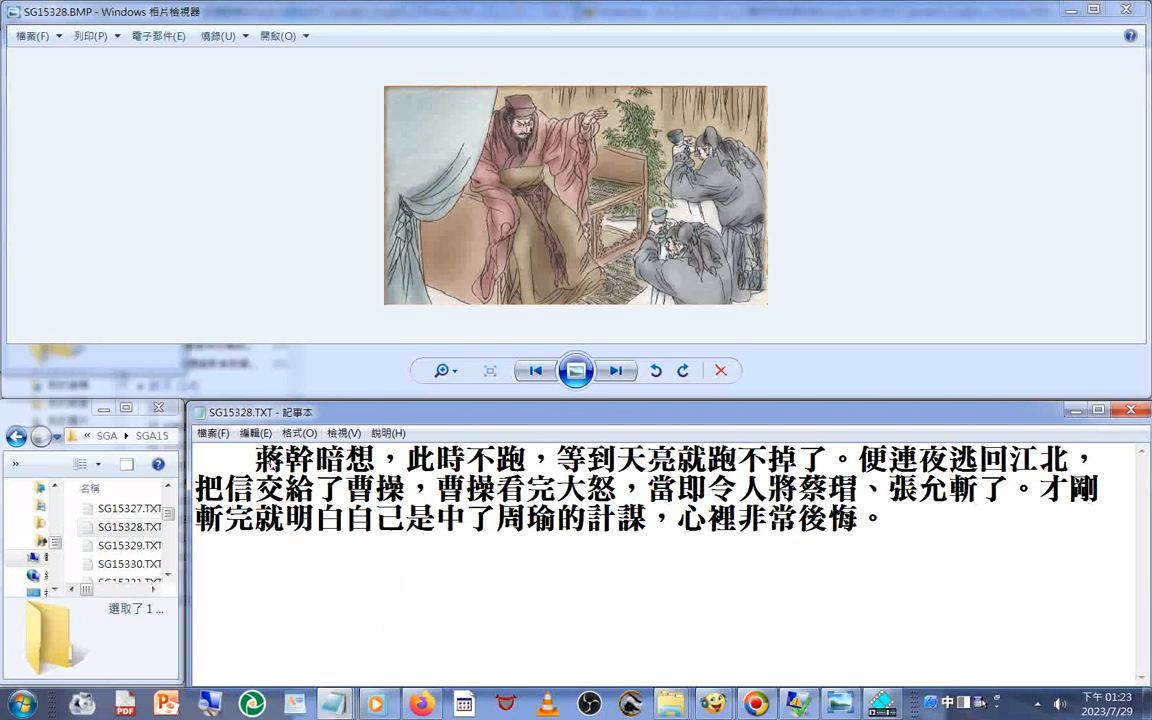 SG15328.BMP - Windows 相片檢視器
檔案(F) 列印(P) 電子郵件(E) 燒錄(U) 開啟(O)
SG15328.TXT - 記事本
檔案(F) 編輯(E) 格式(O) 檢視(V) 說明(H)
蔣幹暗想，此時不跑，等到天亮就跑不掉了。便連夜逃回江北，
把信交給了曹操，曹操看完大怒，當即令人將蔡瑁、張允斬了。才剛
斬完就明白自己是中了周瑜的計謀，心裡非常後悔。
« SGA ▸ SGA15
»
名稱
SG15327.TXT
SG15328.TXT
SG15329.TXT
SG15330.TXT
SG15331.TXT
選取了 1 ...
PDF
中
下午 01:23
2023/7/29